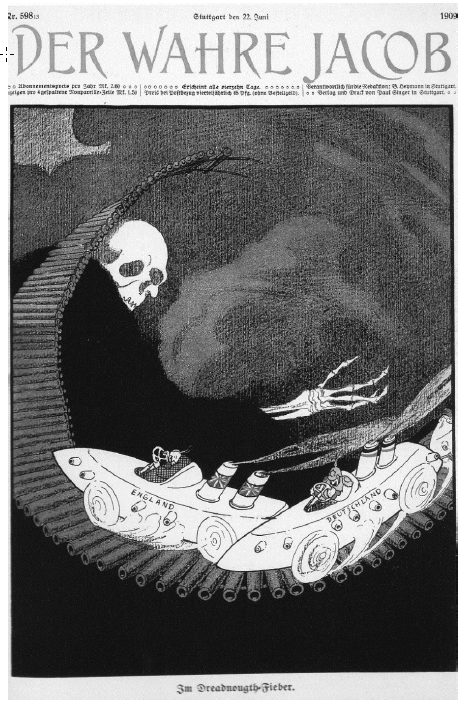 Nr. 598 13 Stuttgart den 22. Juni 1909
DER WAHRE JACOB
Abonnementspreis pro Jahr Mk. 2.60 Erscheint alle vierzehn Tage. Verantwortlich für die Redaktion: B. Heymann in Stuttgart.
zeigen pro 4gespaltene Nonpareille-Zeile Mk. 1.50 Preis bei Postbezug vierteljährlich 65 Pfg. (ohne Bestellgeld). Verlag und Druck von Paul Singer in Stuttgart.
ENGLAND
DEUTSCHLAND
Im Dreadnougth-Fieber.